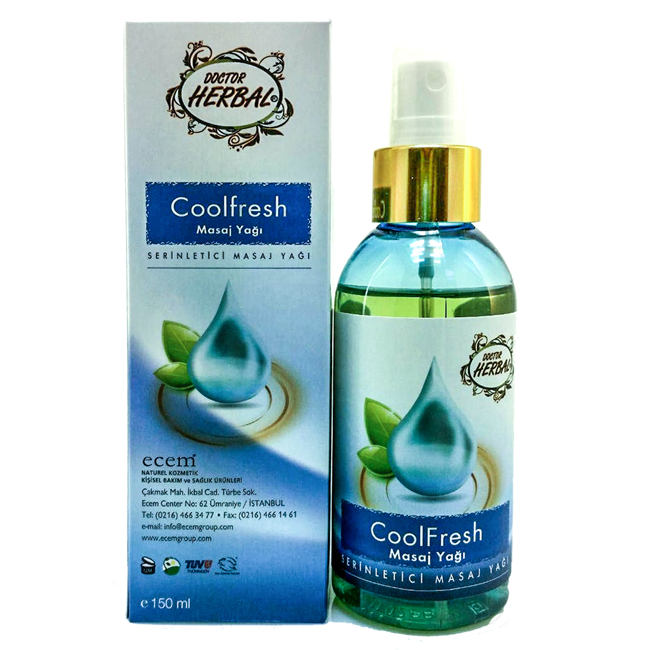 DOCTOR
HERBAL®
Coolfresh
Masaj Yağı
SERİNLETİCİ MASAJ YAĞI
ecem
NATUREL KOZMETİK
KİŞİSEL BAKIM ve SAĞLIK ÜRÜNLERİ
Çakmak Mah. İkbal Cad. Türbe Sok.
Ecem Center No: 62 Ümraniye / İSTANBUL
Tel: (0216) 466 34 77 • Fax: (0216) 466 14 61
e-mail: info@ecemgroup.com
www.ecemgroup.com
TUV
℮ 150 ml
DOCTOR
HERBAL
CoolFresh
Masaj Yağı
SERİNLETİCİ MASAJ YAĞI